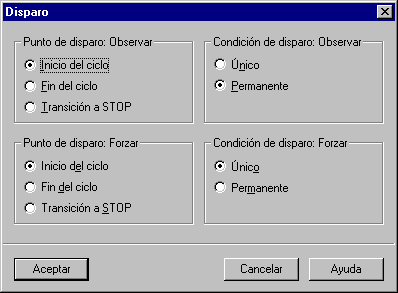 Disparo
Punto de disparo: Observar
Inicio del ciclo
Fin del ciclo
Transición a STOP
Condición de disparo: Observar
Único
Permanente
Punto de disparo: Forzar
Inicio del ciclo
Fin del ciclo
Transición a STOP
Condición de disparo: Forzar
Único
Permanente
Aceptar
Cancelar
Ayuda